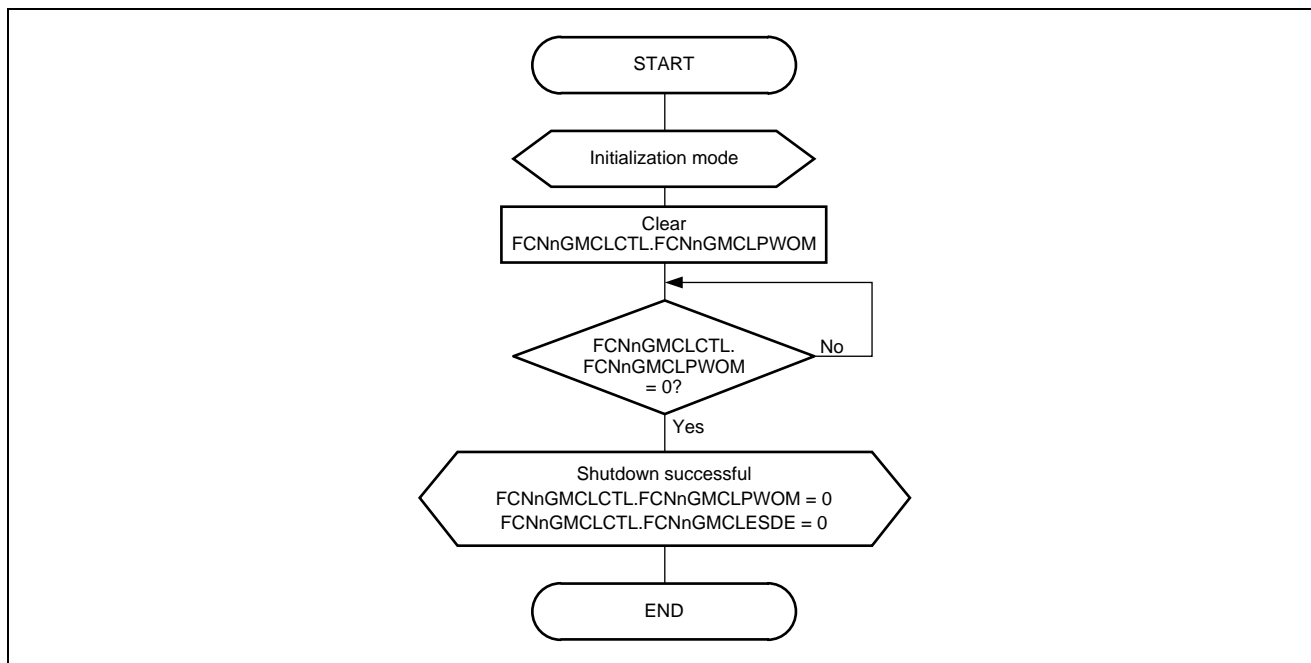 START
Initialization mode
Clear
FCNnGMCLCTL.FCNnGMCLPWOM
FCNnGMCLCTL.
FCNnGMCLPWOM
= 0?
No
Yes
Shutdown successful
FCNnGMCLCTL.FCNnGMCLPWOM = 0
FCNnGMCLCTL.FCNnGMCLESDE = 0
END